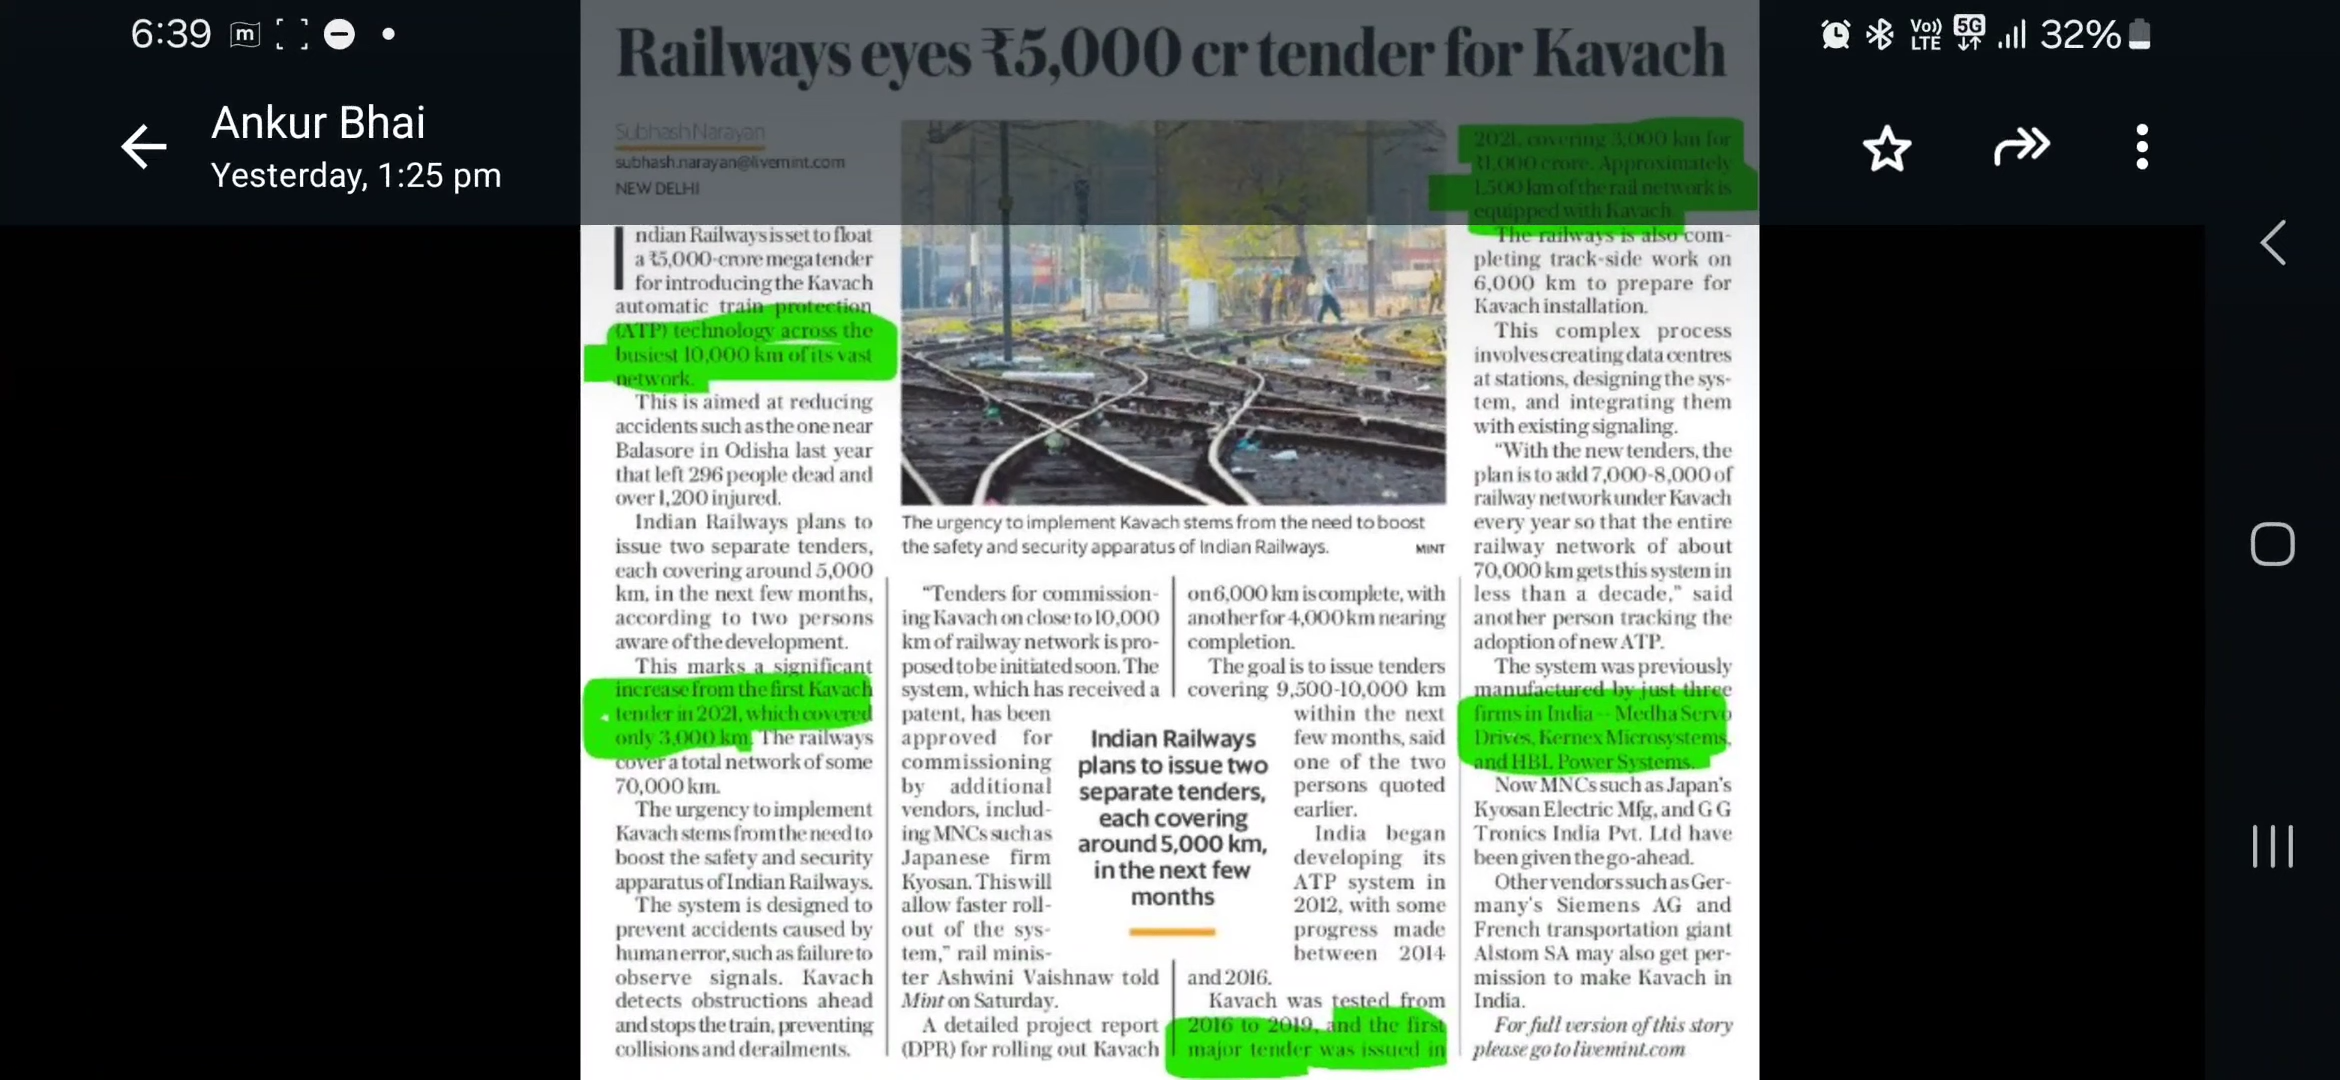 6:39
32%
Ankur Bhai
Yesterday, 1:25 pm
Railways eyes ₹5,000 cr tender for Kavach
Subhash Narayan
subhash.narayan@livemint.com
NEW DELHI
Indian Railways is set to float
a ₹5,000-crore mega tender
for introducing the Kavach
automatic train protection
(ATP) technology across the
busiest 10,000 km of its vast
network.
This is aimed at reducing
accidents such as the one near
Balasore in Odisha last year
that left 296 people dead and
over 1,200 injured.
Indian Railways plans to
issue two separate tenders,
each covering around 5,000
km, in the next few months,
according to two persons
aware of the development.
This marks a significant
increase from the first Kavach
tender in 2021, which covered
only 3,000 km. The railways
cover a total network of some
70,000 km.
The urgency to implement
Kavach stems from the need to
boost the safety and security
apparatus of Indian Railways.
The system is designed to
prevent accidents caused by
human error, such as failure to
observe signals. Kavach
detects obstructions ahead
and stops the train, preventing
collisions and derailments.
The urgency to implement Kavach stems from the need to boost
the safety and security apparatus of Indian Railways.
MINT
"Tenders for commission-
ing Kavach on close to 10,000
km of railway network is pro-
posed to be initiated soon. The
system, which has received a
patent, has been
approved for
commissioning
by additional
vendors, includ-
ing MNCs such as
Japanese firm
Kyosan. This will
allow faster roll-
out of the sys-
tem," rail minis-
ter Ashwini Vaishnaw told
Mint on Saturday.
A detailed project report
(DPR) for rolling out Kavach
Indian Railways
plans to issue two
separate tenders,
each covering
around 5,000 km,
in the next few
months
on 6,000 km is complete, with
another for 4,000 km nearing
completion.
The goal is to issue tenders
covering 9,500-10,000 km
within the next
few months, said
one of the two
persons quoted
earlier.
India began
developing its
ATP system in
2012, with some
progress made
between 2014
and 2016.
Kavach was tested from
2016 to 2019, and the first
major tender was issued in
2021, covering 3,000 km for
₹1,000 crore. Approximately
1,500 km of the rail network is
equipped with Kavach.
The railways is also com-
pleting track-side work on
6,000 km to prepare for
Kavach installation.
This complex process
involves creating data centres
at stations, designing the sys-
tem, and integrating them
with existing signaling.
"With the new tenders, the
plan is to add 7,000-8,000 of
railway network under Kavach
every year so that the entire
railway network of about
70,000 km gets this system in
less than a decade," said
another person tracking the
adoption of new ATP.
The system was previously
manufactured by just three
firms in India -- Medha Servo
Drives, Kernex Microsystems,
and HBL Power Systems.
Now MNCs such as Japan's
Kyosan Electric Mfg, and G G
Tronics India Pvt. Ltd have
been given the go-ahead.
Other vendors such as Ger-
many's Siemens AG and
French transportation giant
Alstom SA may also get per-
mission to make Kavach in
India.
For full version of this story
please go to livemint.com